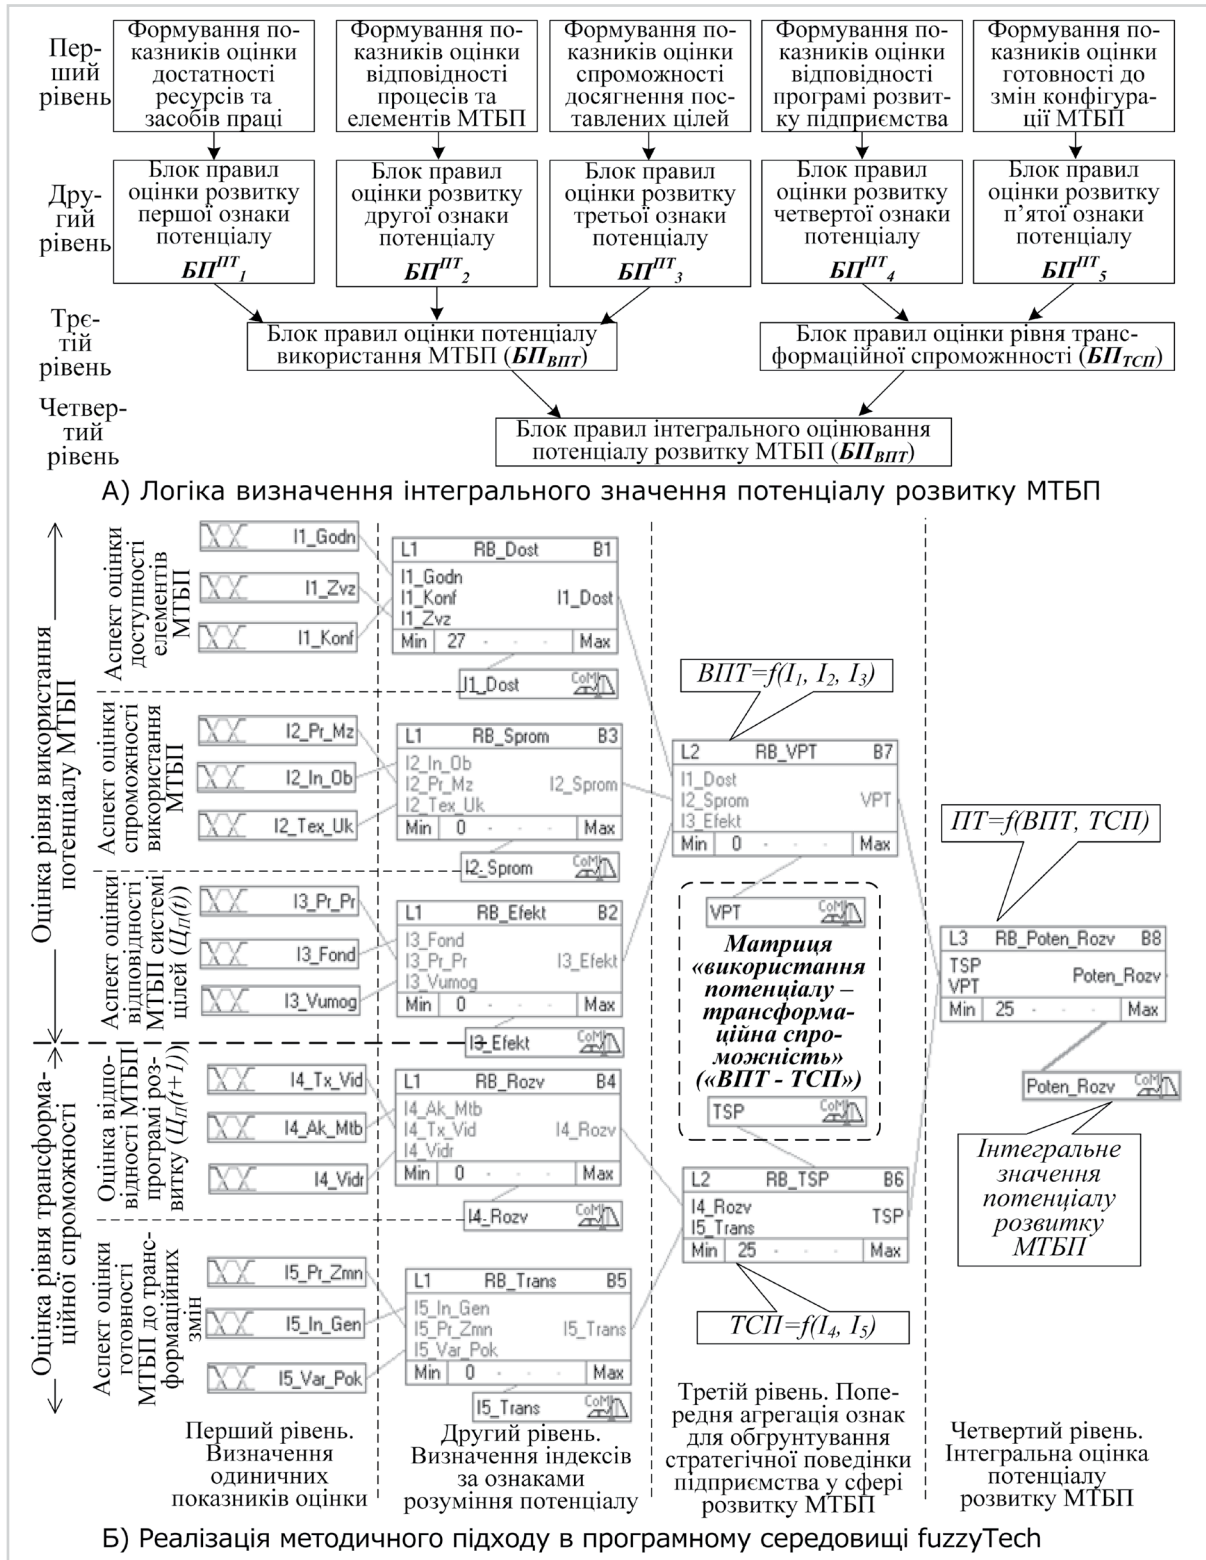 Пер-
ший
рівень
Формування по-
казників оцінки
достатності
ресурсів та
засобів праці
Формування по-
казників оцінки
відповідності
процесів та
елементів МТБП
Формування по-
казників оцінки
спроможності
досягнення пос-
тавлених цілей
Формування по-
казників оцінки
відповідності
програмі розвит-
ку підприємства
Формування по-
казників оцінки
готовності до
змін конфігура-
ції МТБП
Дру-
гий
рівень
Блок правил
оцінки розвитку
першої ознаки
потенціалу
БП^ПТ_1
Блок правил
оцінки розвитку
другої ознаки
потенціалу
БП^ПТ_2
Блок правил
оцінки розвитку
третьої ознаки
потенціалу
БП^ПТ_3
Блок правил
оцінки розвитку
четвертої ознаки
потенціалу
БП^ПТ_4
Блок правил
оцінки розвитку
п’ятої ознаки
потенціалу
БП^ПТ_5
Трє-
тій
рівень
Блок правил оцінки потенціалу
використання МТБП (БП_ВПТ)
Блок правил оцінки рівня транс-
формаційної спроможнності (БП_ТСП)
Четвер-
тий
рівень
Блок правил інтегрального оцінювання
потенціалу розвитку МТБП (БП_ВПТ)
А) Логіка визначення інтегрального значення потенціалу розвитку МТБП
Оцінка рівня використання
потенціалу МТБП
Аспект оцінки
доступності
елементів
МТБП
I1_Godn
I1_Zvz
I1_Konf
L1 RB_Dost B1
I1_Godn
I1_Konf I1_Dost
I1_Zvz
Min 27 - - - Max
I1_Dost CoM
Аспект оцінки
спроможності
використання
МТБП
I2_Pr_Mz
I2_In_Ob
I2_Tex_Uk
L1 RB_Sprom B3
I2_In_Ob
I2_Pr_Mz I2_Sprom
I2_Tex_Uk
Min 0 - - - Max
I2_Sprom CoM
Аспект оцінки
відповідності
МТБП системі
цілей (Ц_П(t)
I3_Pr_Pr
I3_Fond
I3_Vumog
L1 RB_Efekt B2
I3_Fond
I3_Pr_Pr I3_Efekt
I3_Vumog
Min 0 - - - Max
I3_Efekt CoM
ВПТ=f(I_1, I_2, I_3)
L2 RB_VPT B7
I1_Dost
I2_Sprom VPT
I3_Efekt
Min 0 - - - Max
VPT CoM
Матриця
«використання
потенціалу –
трансформа-
ційна спро-
можність»
(«ВПТ - ТСП»)
TSP CoM
ПТ=f(ВПТ, ТСП)
L3 RB_Poten_Rozv B8
TSP
VPT Poten_Rozv
Min 25 - - - Max
Poten_Rozv CoM
Інтегральне
значення
потенціалу
розвитку
МТБП
Оцінка рівня трансформа-
ційної спроможності
Оцінка відпо-
відності МТБП
програмі роз-
витку (Ц_П(t+1))
I4_Tx_Vid
I4_Ak_Mtb
I4_Vidr
L1 RB_Rozv B4
I4_Ak_Mtb
I4_Tx_Vid I4_Rozv
I4_Vidr
Min 0 - - - Max
I4_Rozv CoM
Аспект оцінки
готовності
МТБП до транс-
формаційних
змін
I5_Pr_Zmn
I5_In_Gen
I5_Var_Pok
L1 RB_Trans B5
I5_In_Gen
I5_Pr_Zmn I5_Trans
I5_Var_Pok
Min 0 - - - Max
I5_Trans CoM
L2 RB_TSP B6
I4_Rozv
I5_Trans TSP
Min 25 - - - Max
ТСП=f(I_4, I_5)
Перший рівень.
Визначення
одиничних
показників оцінки
Другий рівень.
Визначення індексів
за ознаками
розуміння потенціалу
Третій рівень. Попе-
редня агрегація ознак
для обґрунтування
стратегічної поведінки
підприємства у сфері
розвитку МТБП
Четвертий рівень.
Інтегральна оцінка
потенціалу
розвитку МТБП
Б) Реалізація методичного підходу в програмному середовищі fuzzyTech